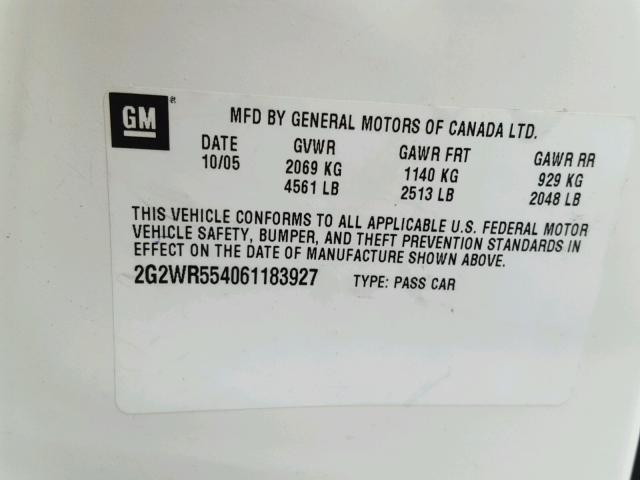 GM®
MFD BY GENERAL MOTORS OF CANADA LTD.
DATE GVWR GAWR FRT GAWR RR
10/05 2069 KG 1140 KG 929 KG
4561 LB 2513 LB 2048 LB
THIS VEHICLE CONFORMS TO ALL APPLICABLE U.S. FEDERAL MOTOR
VEHICLE SAFETY, BUMPER, AND THEFT PREVENTION STANDARDS IN
EFFECT ON THE DATE OF MANUFACTURE SHOWN ABOVE.
2G2WR554061183927 TYPE: PASS CAR